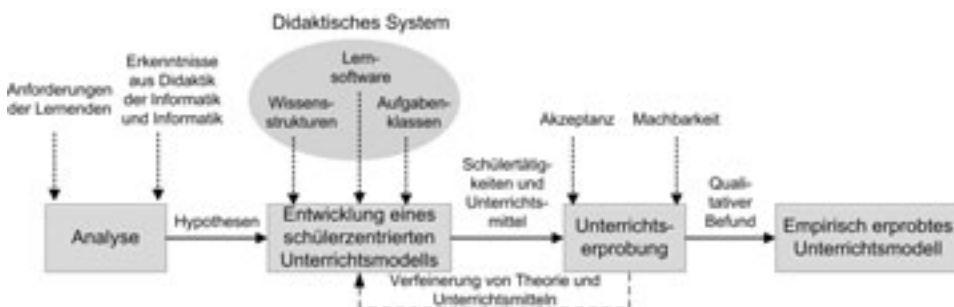 Didaktisches System
Anforderungen
der Lernenden
Erkenntnisse
aus Didaktik
der Informatik
und Informatik
Wissens-
strukturen
Lern-
software
Aufgaben-
klassen
Akzeptanz
Machbarkeit
Analyse
Hypothesen
Entwicklung eines
schülerzentrierten
Unterrichtsmodells
Schülertätig-
keiten und
Unterrichts-
mittel
Unterrichts-
erprobung
Quali-
tativer
Befund
Empirisch erprobtes
Unterrichtsmodell
Verfeinerung von Theorie und
Unterrichtsmitteln